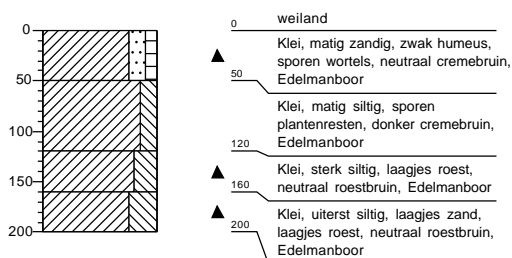 0
50
100
150
200
0
weiland
Klei, matig zandig, zwak humeus,
sporen wortels, neutraal cremebruin,
Edelmanboor
50
Klei, matig siltig, sporen
plantenresten, donker cremebruin,
Edelmanboor
120
Klei, sterk siltig, laagjes roest,
neutraal roestbruin, Edelmanboor
160
Klei, uiterst siltig, laagjes zand,
laagjes roest, neutraal roestbruin,
Edelmanboor
200